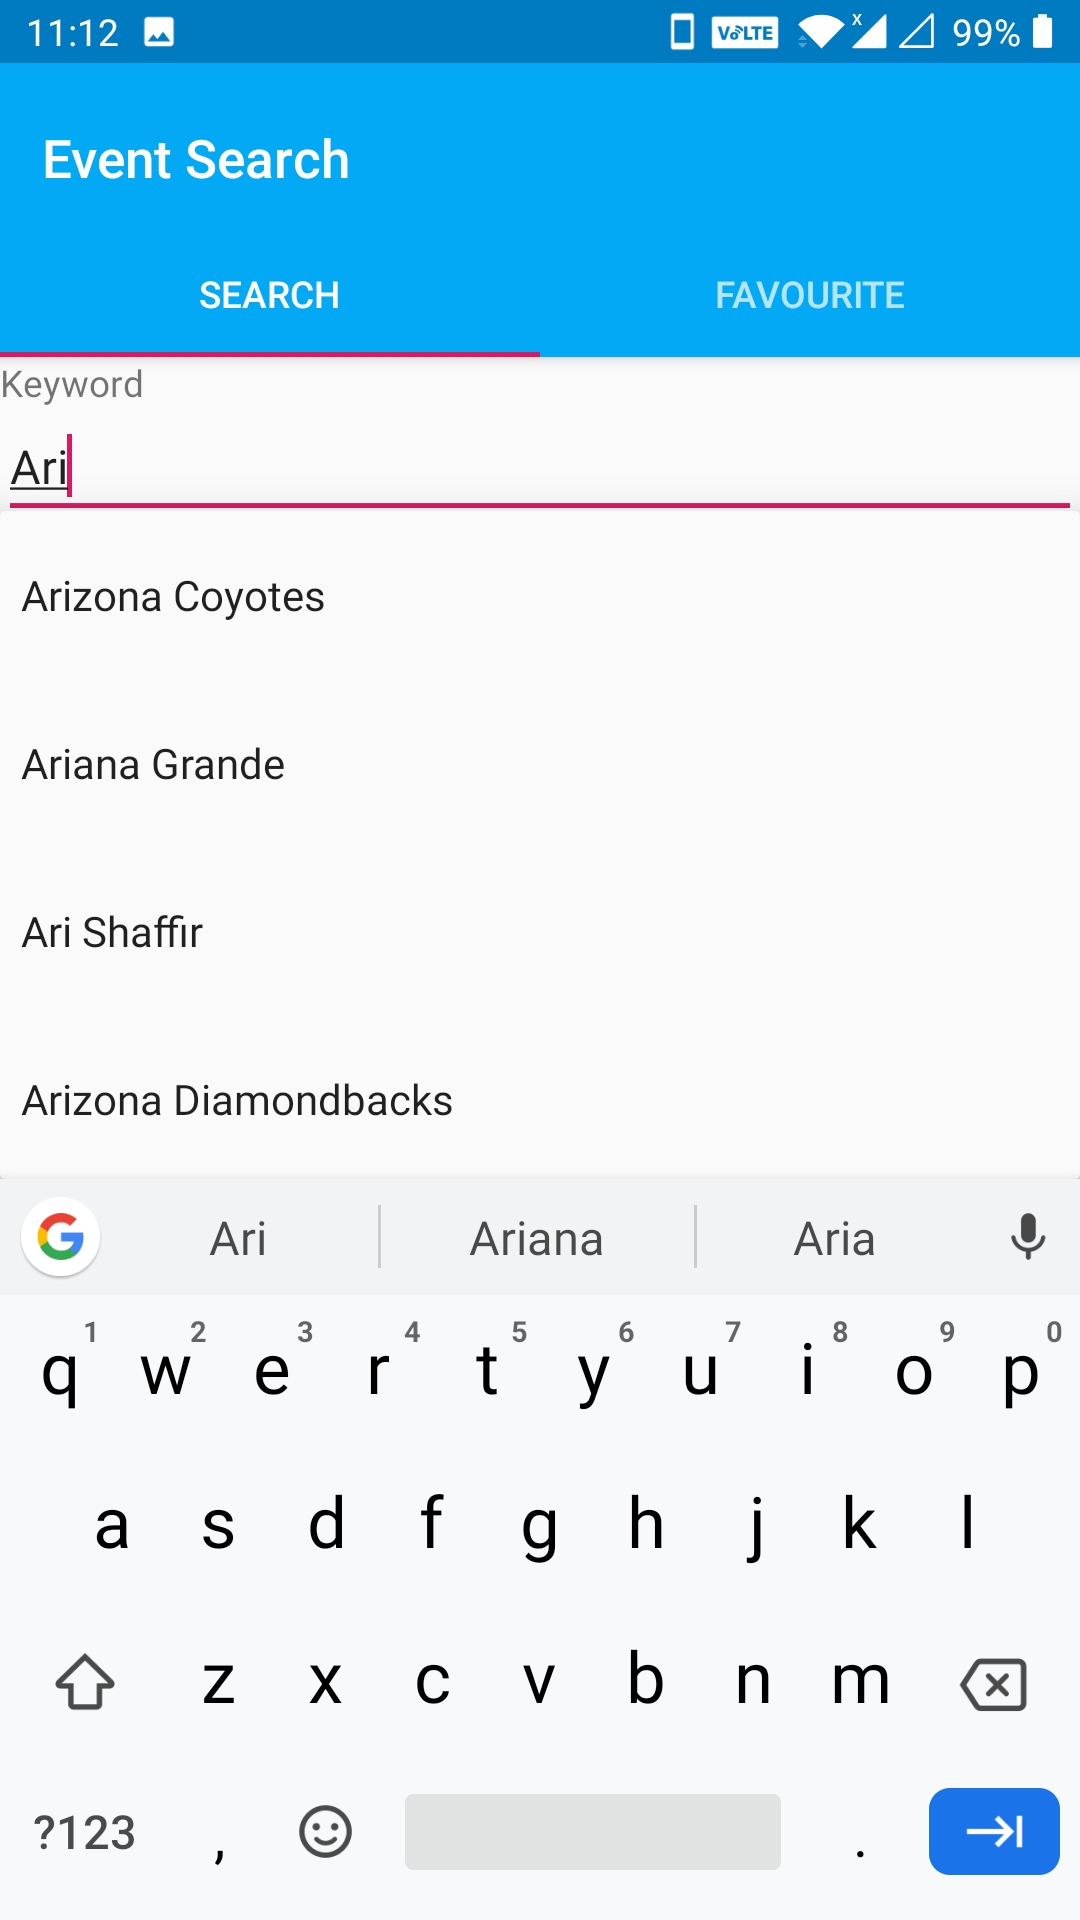 11:12 VoLTE x 99%
Event Search
SEARCH FAVOURITE
Keyword
Ari
Arizona Coyotes
Ariana Grande
Ari Shaffir
Arizona Diamondbacks
G Ari Ariana Aria
1 2 3 4 5 6 7 8 9 0
q w e r t y u i o p
a s d f g h j k l
z x c v b n m
?123 , .